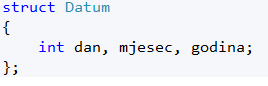 struct Datum
{
    int dan, mjesec, godina;
};